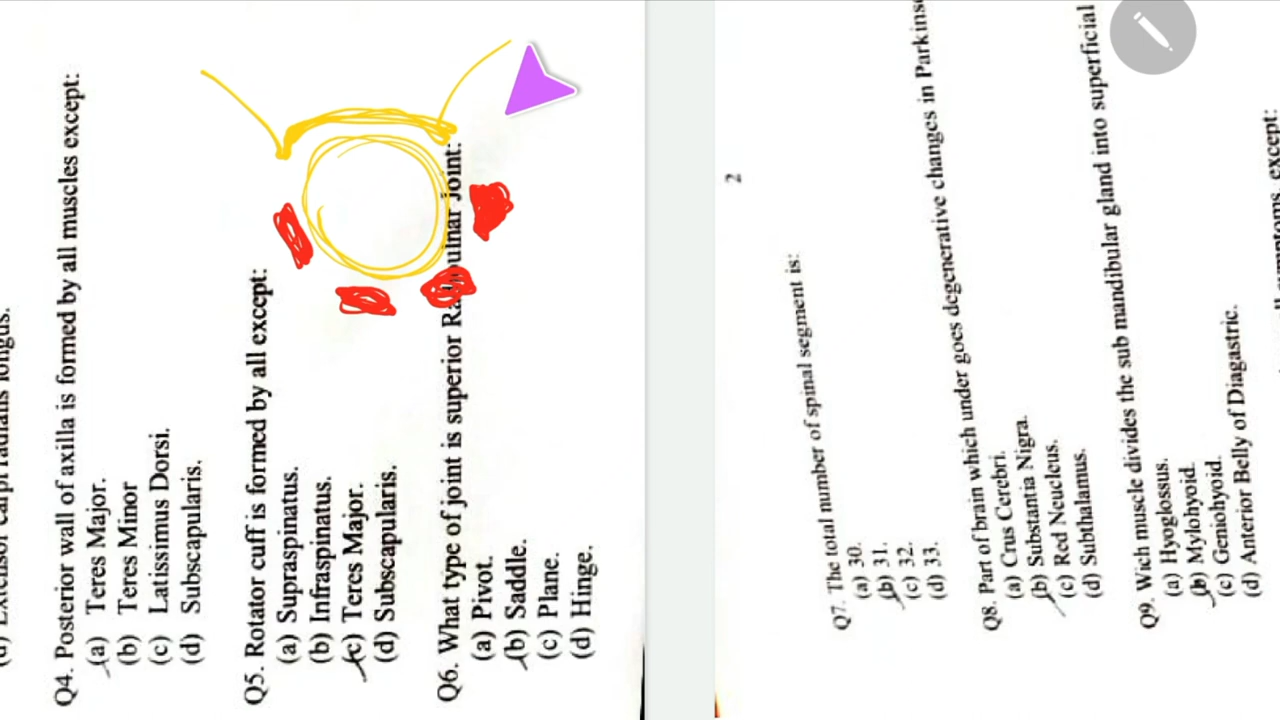 (d) Extensor carpi radialis longus.
Q4. Posterior wall of axilla is formed by all muscles except:
(a) Teres Major.
(b) Teres Minor
(c) Latissimus Dorsi.
(d) Subscapularis.
Q5. Rotator cuff is formed by all except:
(a) Supraspinatus.
(b) Infraspinatus.
(c) Teres Major.
(d) Subscapularis.
Q6. What type of joint is superior ulnar joint:
(a) Pivot.
(b) Saddle.
(c) Plane.
(d) Hinge.
2
Q7. The total number of spinal segment is:
(a) 30.
(b) 31.
(c) 32.
(d) 33.
Q8. Part of brain which under goes degenerative changes in Parkins
(a) Crus Cerebri.
(b) Substantia Nigra.
(c) Red Neucleus.
(d) Subthalamus.
Q9. Wich muscle divides the sub mandibular gland into superficial
(a) Hyoglossus.
(b) Mylohyoid.
(c) Geniohyoid.
(d) Anterior Belly of Diagastric.
except: